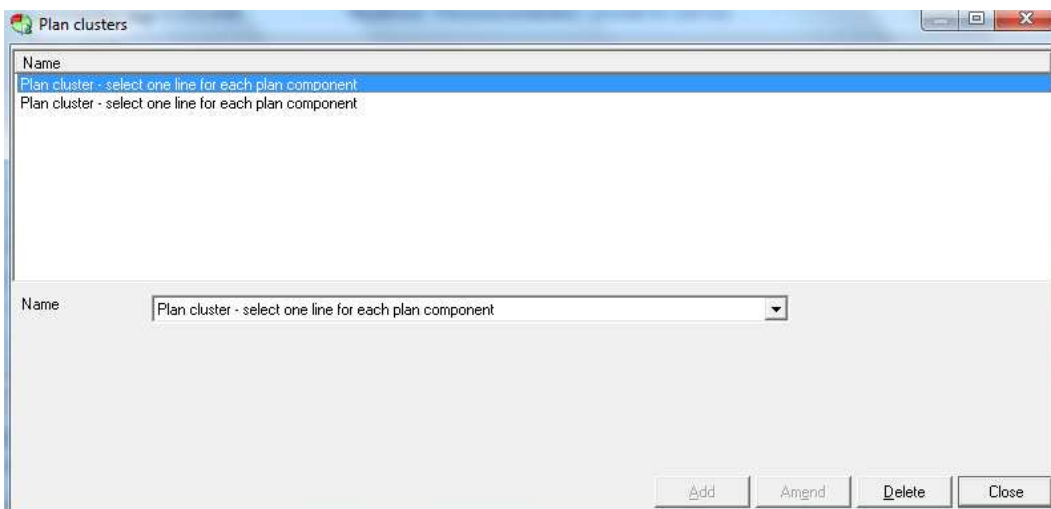 Plan clusters
Name
Plan cluster - select one line for each plan component
Plan cluster - select one line for each plan component
Name
Plan cluster - select one line for each plan component
Add Amend Delete Close